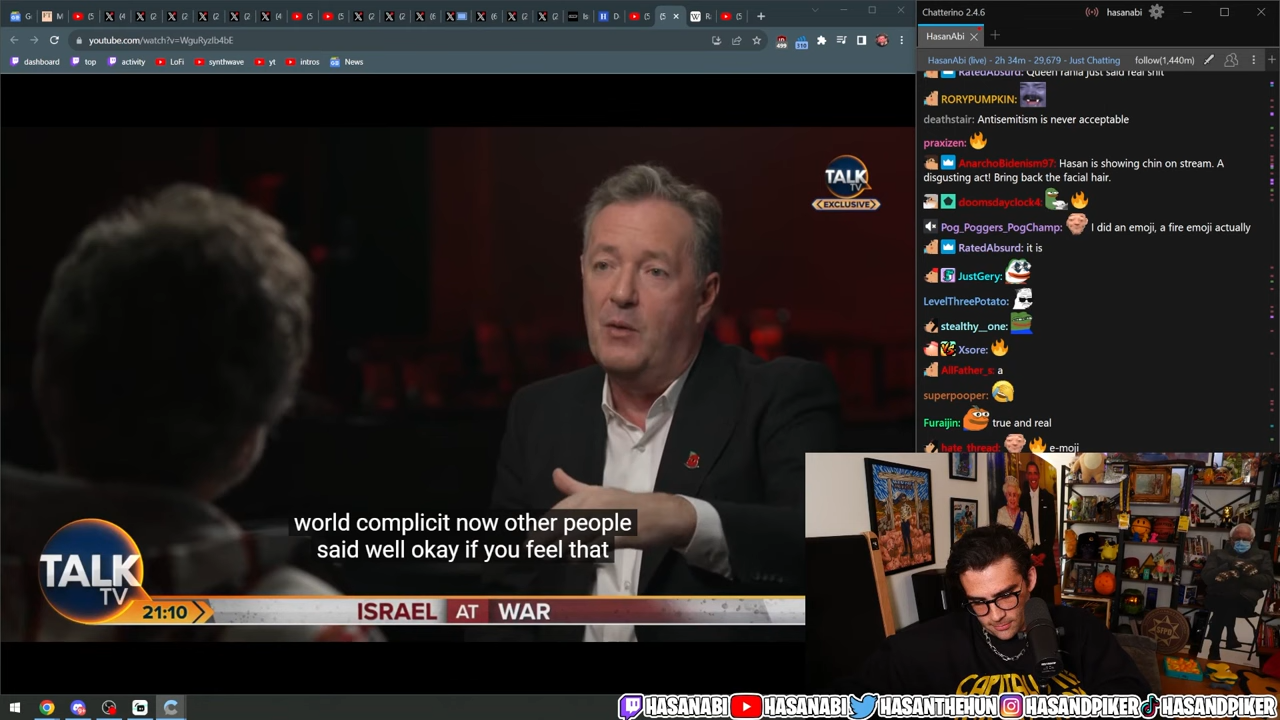 Chatterino 2.4.6
hasanabi
youtube.com/watch?v=WguRyzIb4bE
499
310
HasanAbi
dashboard
top
activity
LoFi
synthwave
yt
intros
News
HasanAbi (live) - 2h 34m - 29,679 - Just Chatting
follow(1,440m)
RatedAbsurd: Queen rania just said real shit
RORYPUMPKIN:
deathstair: Antisemitism is never acceptable
praxizen:
AnarchoBidenism97: Hasan is showing chin on stream. A
disgusting act! Bring back the facial hair.
doomsdayclock4:
Pog_Poggers_PogChamp: I did an emoji, a fire emoji actually
RatedAbsurd: it is
JustGery:
LevelThreePotato:
stealthy__one:
Xsore:
AllFather_s: a
superpooper:
Furaijin: true and real
hate_thread: e-moji
TALK
TV
EXCLUSIVE
world complicit now other people
said well okay if you feel that
TALK
TV
21:10
ISRAEL AT WAR
HASANABI
HASANABI
HASANTHEHUN
HASANDPIKER
HASANDPIKER